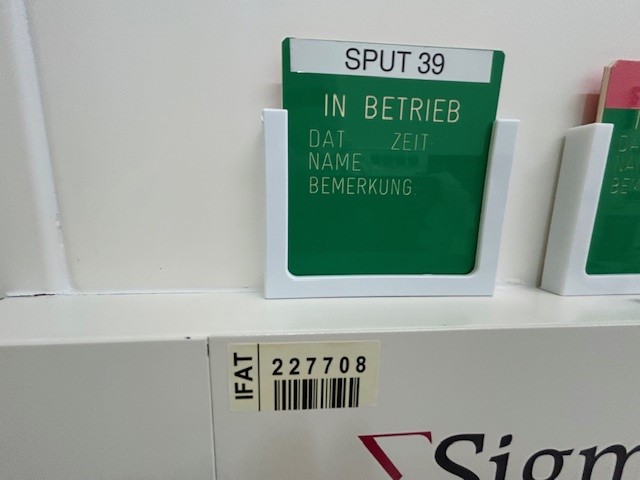 SPUT 39
IN BETRIEB
DAT ZEIT
NAME
BEMERKUNG.
IFAT 227708
Sigm